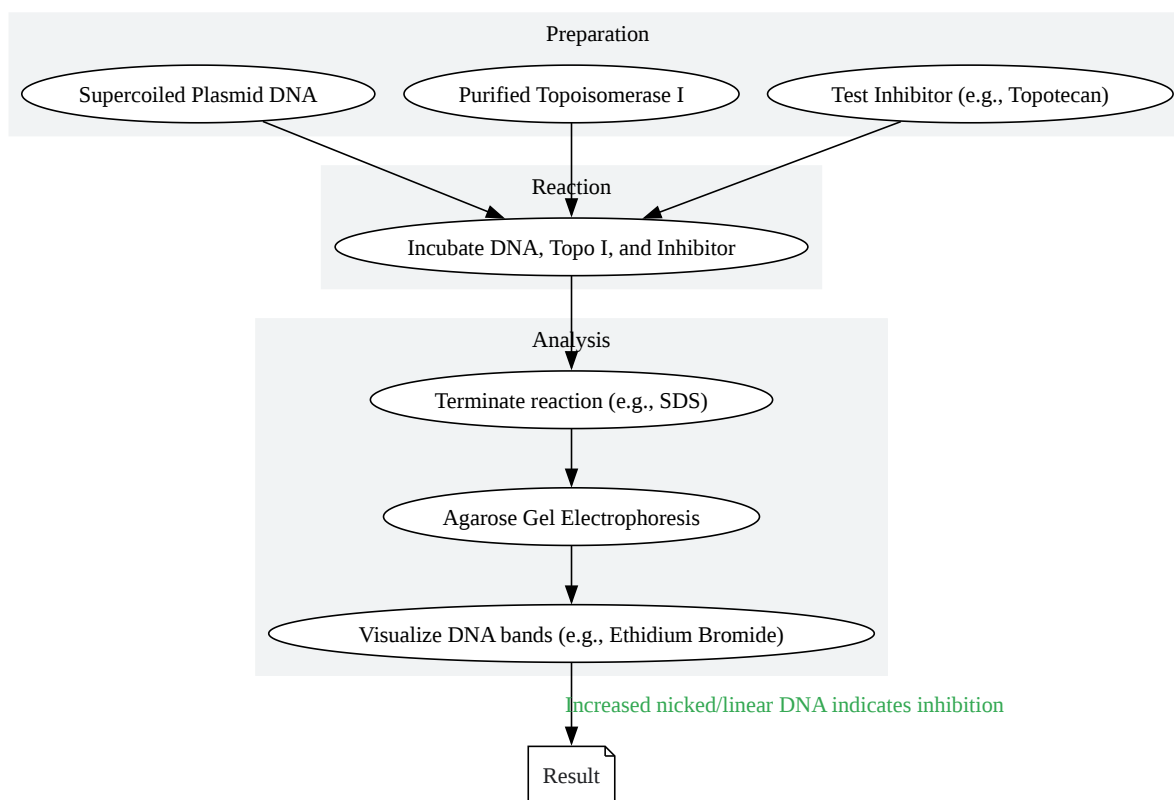 Preparation
Supercoiled Plasmid DNA
Purified Topoisomerase I
Test Inhibitor (e.g., Topotecan)
Reaction
Incubate DNA, Topo I, and Inhibitor
Analysis
Terminate reaction (e.g., SDS)
Agarose Gel Electrophoresis
Visualize DNA bands (e.g., Ethidium Bromide)
Increased nicked/linear DNA indicates inhibition
Result